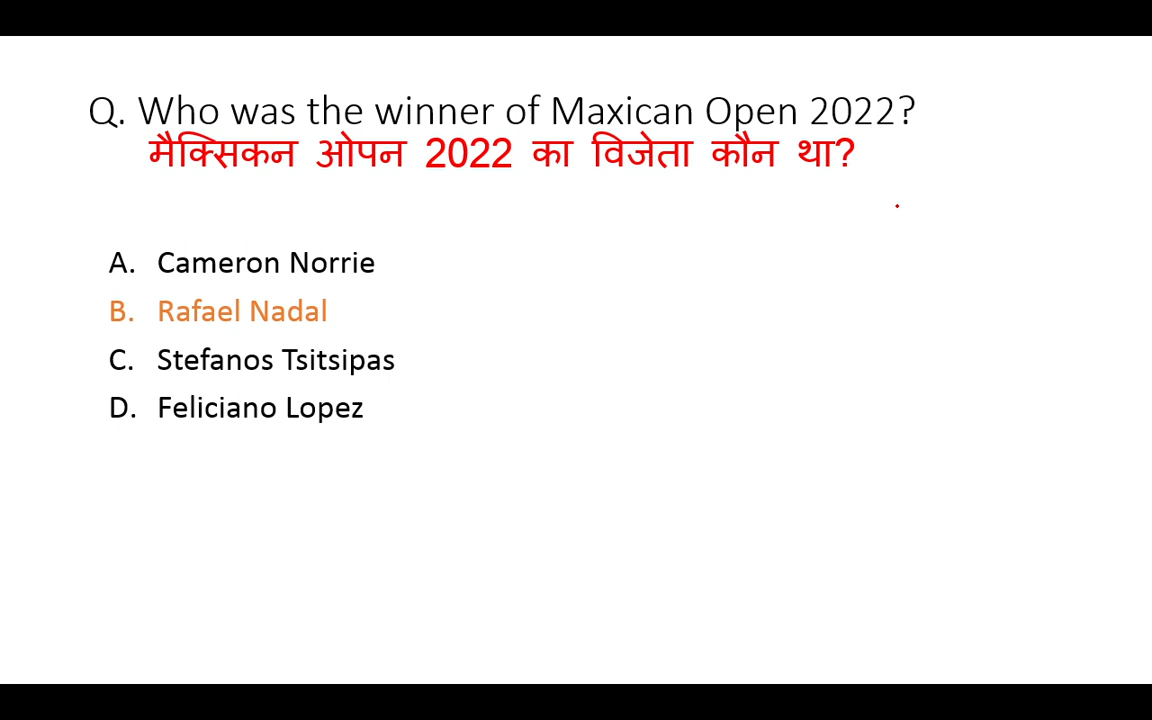 Q. Who was the winner of Maxican Open 2022?
मैक्सिकन ओपन 2022 का विजेता कौन था?
A. Cameron Norrie
B. Rafael Nadal
C. Stefanos Tsitsipas
D. Feliciano Lopez